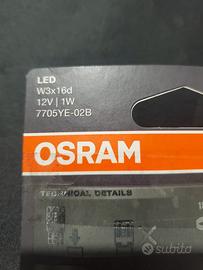 LED
W3x16d
12V | 1W
7705YE-02B
OSRAM
TECHNICAL DETAILS
subito